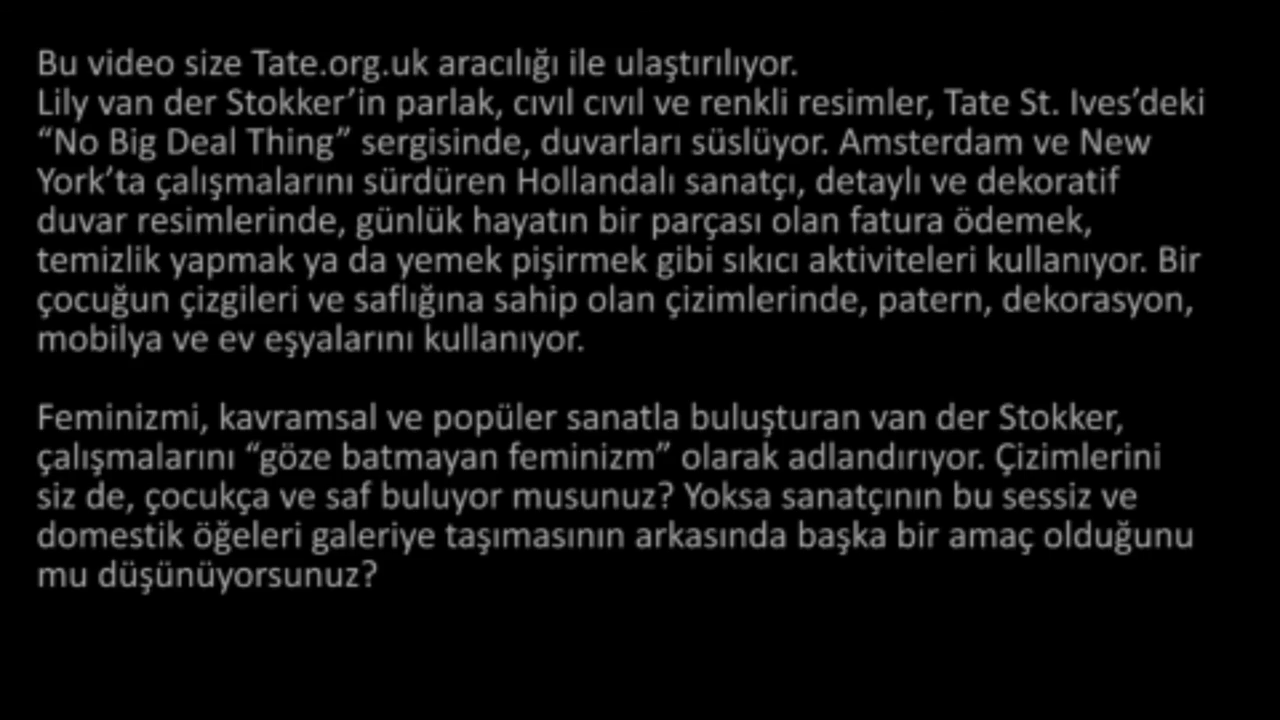 Bu video size Tate.org.uk aracılığı ile ulaştırılıyor.
Lily van der Stokker’in parlak, cıvıl cıvıl ve renkli resimler, Tate St. Ives’deki
“No Big Deal Thing” sergisinde, duvarları süslüyor. Amsterdam ve New
York’ta çalışmalarını sürdüren Hollandalı sanatçı, detaylı ve dekoratif
duvar resimlerinde, günlük hayatın bir parçası olan fatura ödemek,
temizlik yapmak ya da yemek pişirmek gibi sıkıcı aktiviteleri kullanıyor. Bir
çocuğun çizgileri ve saflığına sahip olan çizimlerinde, patern, dekorasyon,
mobilya ve ev eşyalarını kullanıyor.
Feminizmi, kavramsal ve popüler sanatla buluşturan van der Stokker,
çalışmalarını “göze batmayan feminizm” olarak adlandırıyor. Çizimlerini
siz de, çocukça ve saf buluyor musunuz? Yoksa sanatçının bu sessiz ve
domestik öğeleri galeriye taşımasının arkasında başka bir amaç olduğunu
mu düşünüyorsunuz?